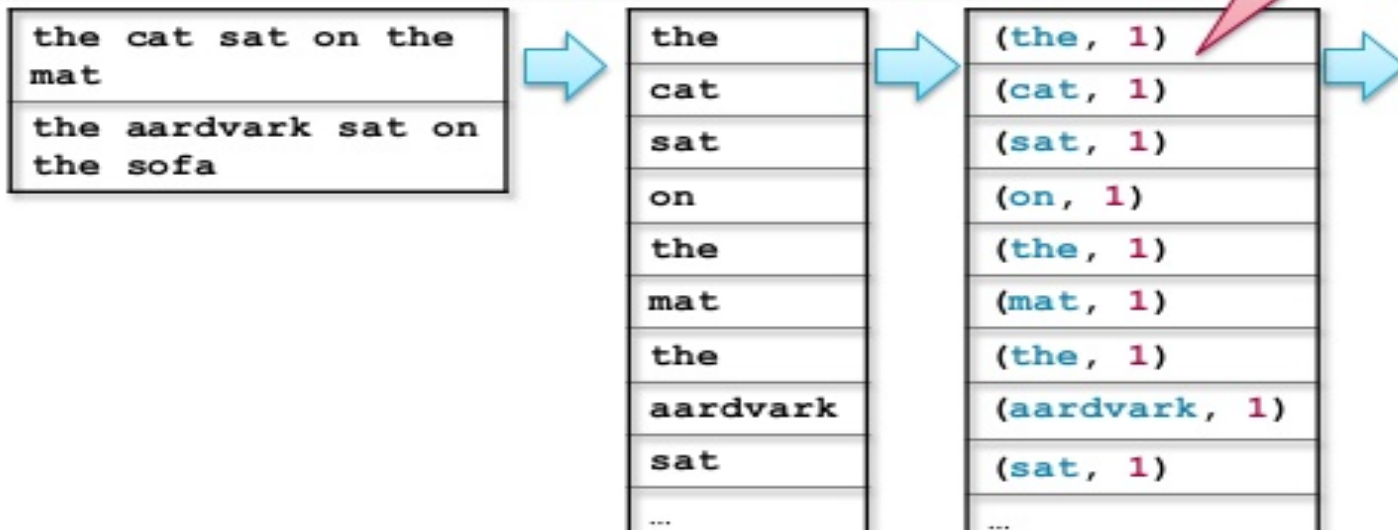 the cat sat on the
mat
the aardvark sat on
the sofa
the
cat
sat
on
the
mat
the
aardvark
sat
...
(the, 1)
(cat, 1)
(sat, 1)
(on, 1)
(the, 1)
(mat, 1)
(the, 1)
(aardvark, 1)
(sat, 1)
...